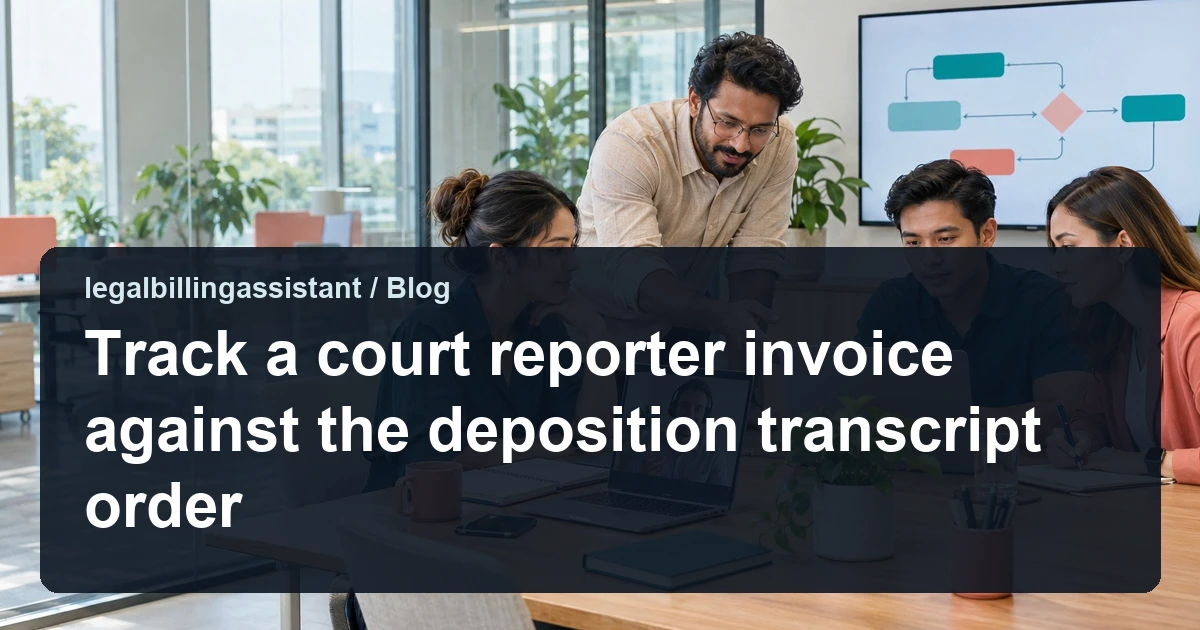 legalbillingassistant / Blog
Track a court reporter invoice
against the deposition transcript
order